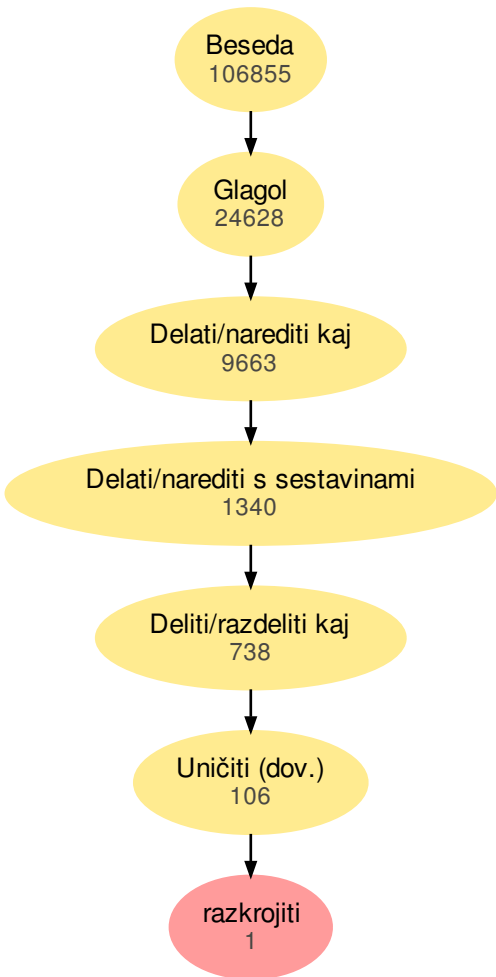 Beseda
106855
Glagol
24628
Delati/narediti kaj
9663
Delati/narediti s sestavinami
1340
Deliti/razdeliti kaj
738
Uničiti (dov.)
106
razkrojiti
1